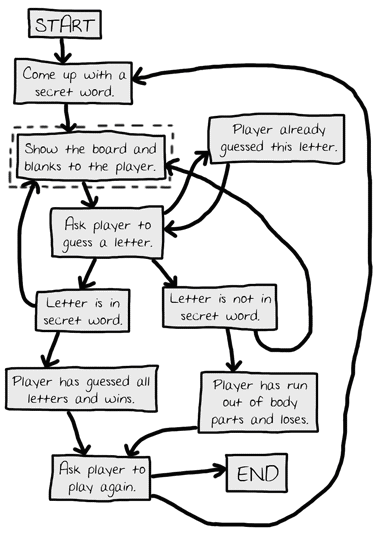 START
Come up with a
secret word.
Show the board and
blanks to the player.
Player already
guessed this letter.
Ask player to
guess a letter.
Letter is in
secret word.
Letter is not in
secret word.
Player has guessed all
letters and wins.
Player has run
out of body
parts and loses.
Ask player to
play again.
END